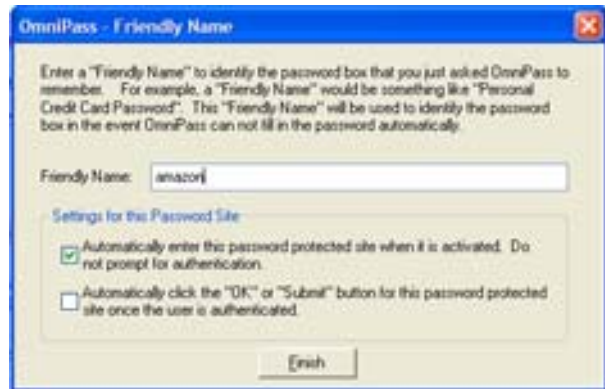 OmniPass - Friendly Name
Enter a "Friendly Name" to identify the password box that you just asked OmniPass to
remember. For example, a "Friendly Name" would be something like "Personal
Credit Card Password". This "Friendly Name" will be used to identify the password
box in the event OmniPass can not fill in the password automatically.
Friendly Name: amazon
Settings for this Password Site
Automatically enter this password protected site when it is activated. Do
not prompt for authentication.
Automatically click the "OK" or "Submit" button for this password protected
site once the user is authenticated.
Finish